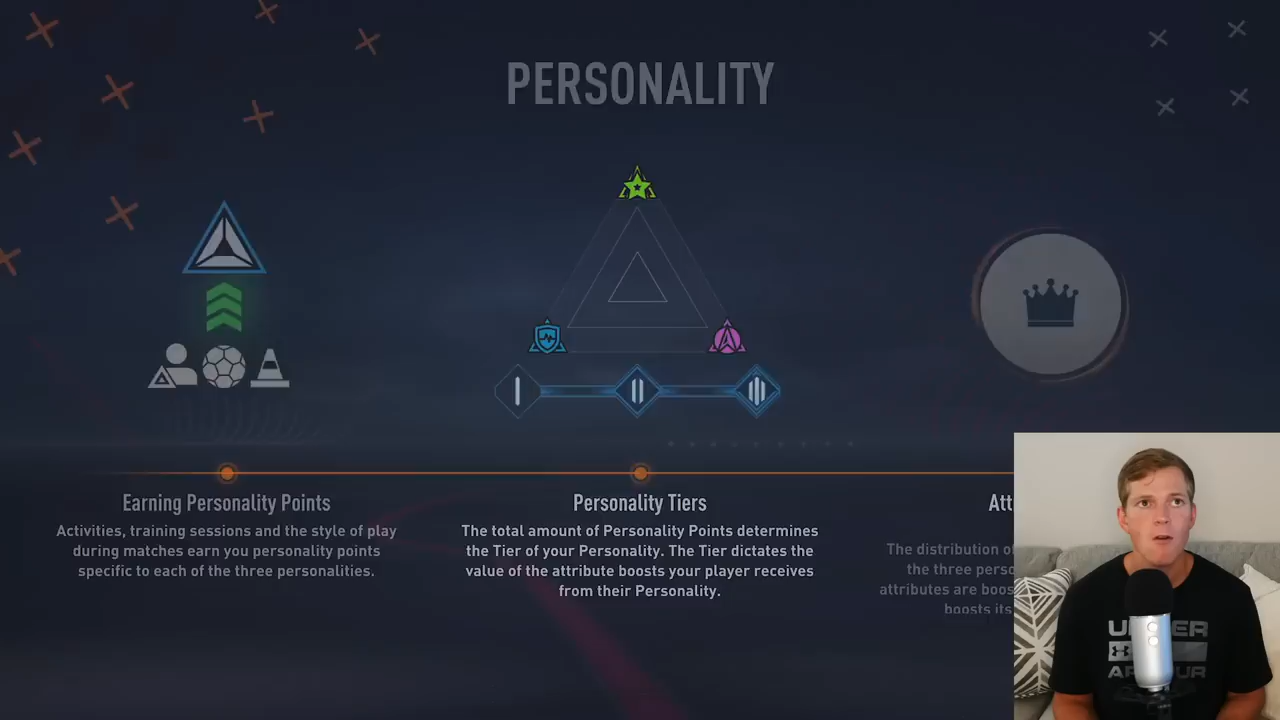 PERSONALITY
Earning Personality Points
Activities, training sessions and the style of play
during matches earn you personality points
specific to each of the three personalities.
Personality Tiers
The total amount of Personality Points determines
the Tier of your Personality. The Tier dictates the
value of the attribute boosts your player receives
from their Personality.
The distribution of
the three
attributes are
boosts its
UNDER
ARMOUR